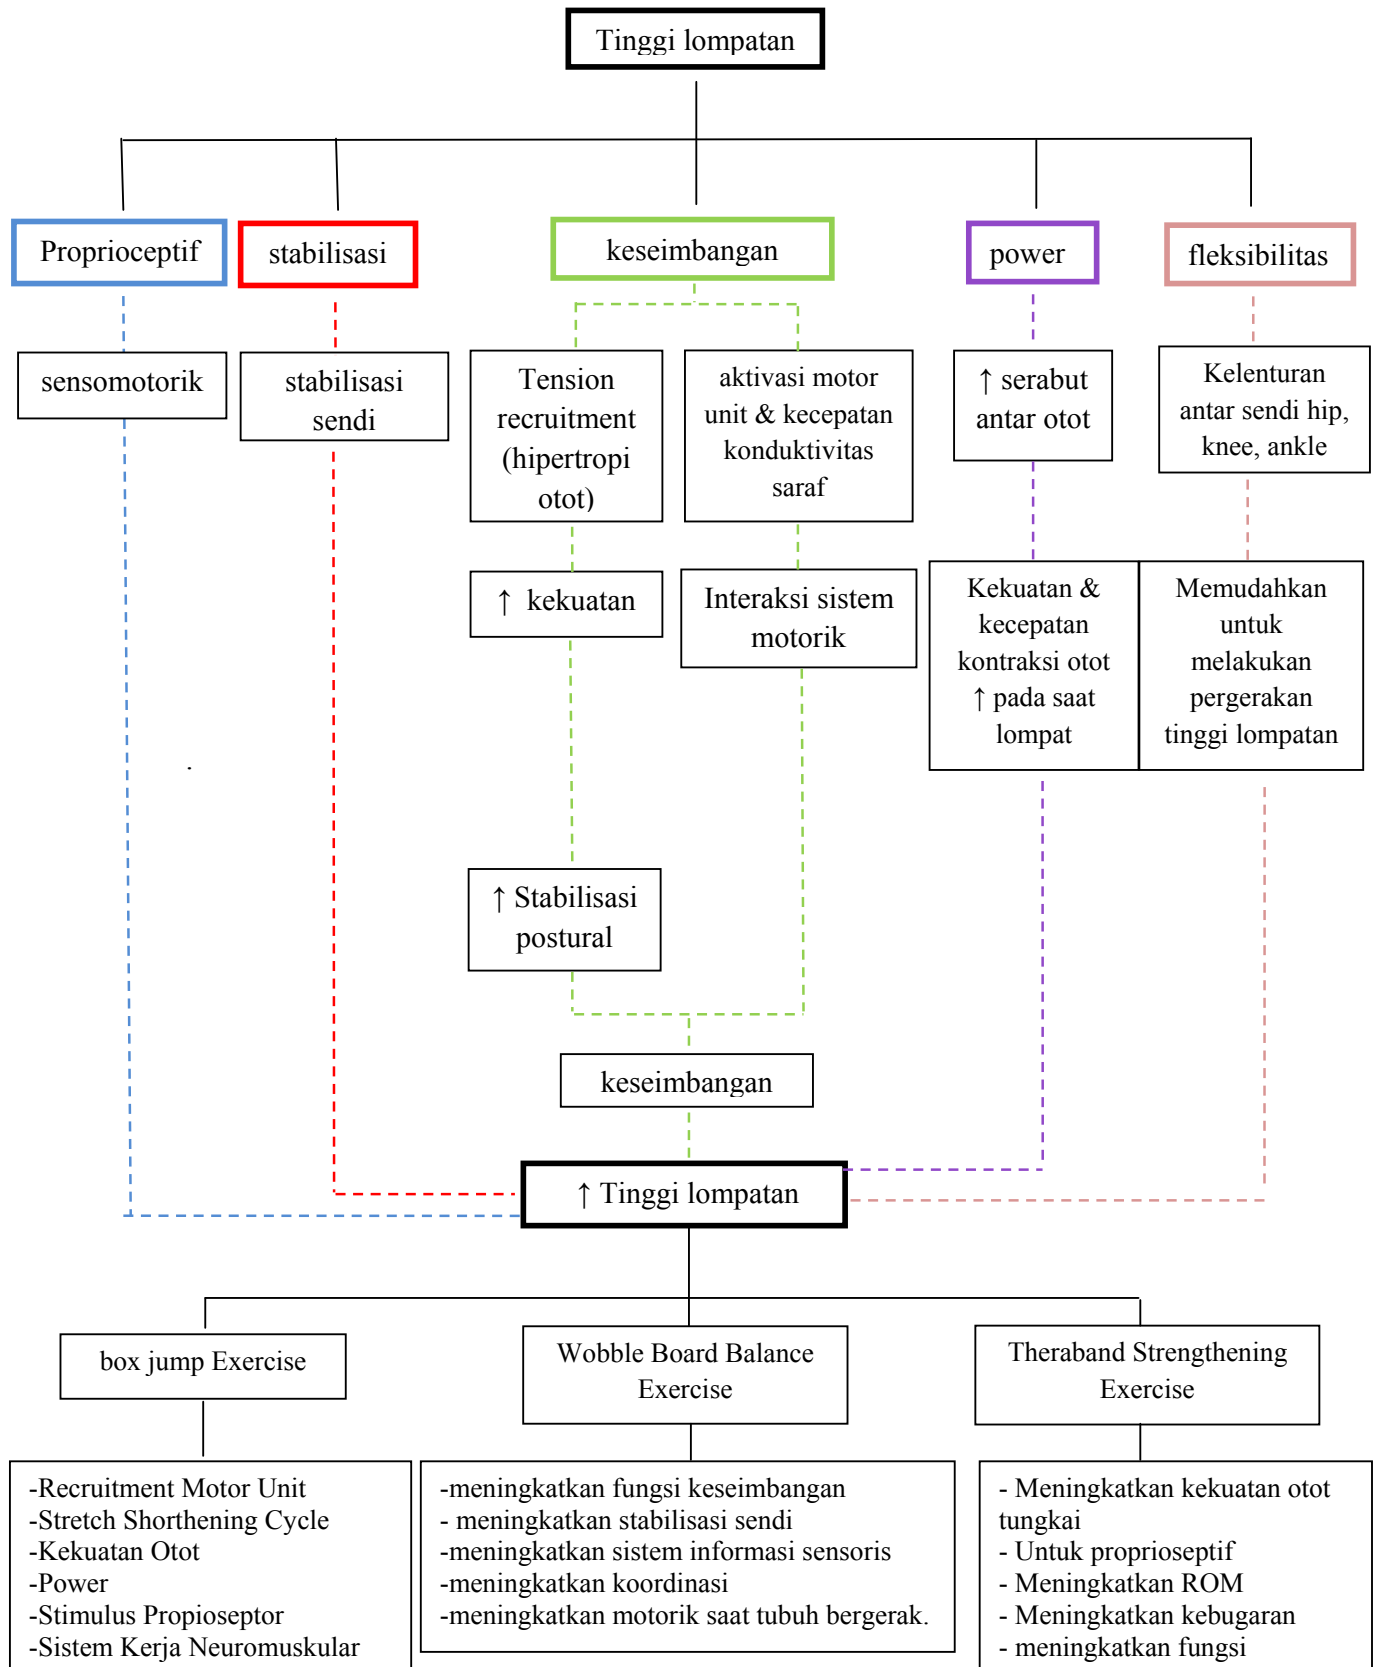 Tinggi lompatan
Proprioceptif
stabilisasi
keseimbangan
power
fleksibilitas
sensomotorik
stabilisasi
sendi
Tension
recruitment
(hipertropi
otot)
aktivasi motor
unit & kecepatan
konduktivitas
saraf
↑ serabut
antar otot
Kelenturan
antar sendi hip,
knee, ankle
↑ kekuatan
Interaksi sistem
motorik
Kekuatan &
kecepatan
kontraksi otot
↑ pada saat
lompat
Memudahkan
untuk
melakukan
pergerakan
tinggi lompatan
.
↑ Stabilisasi
postural
keseimbangan
↑ Tinggi lompatan
box jump Exercise
Wobble Board Balance
Exercise
Theraband Strengthening
Exercise
-Recruitment Motor Unit
-Stretch Shorthening Cycle
-Kekuatan Otot
-Power
-Stimulus Propioseptor
-Sistem Kerja Neuromuskular
-meningkatkan fungsi keseimbangan
- meningkatkan stabilisasi sendi
-meningkatkan sistem informasi sensoris
-meningkatkan koordinasi
-meningkatkan motorik saat tubuh bergerak.
- Meningkatkan kekuatan otot
tungkai
- Untuk proprioseptif
- Meningkatkan ROM
- Meningkatkan kebugaran
- meningkatkan fungsi